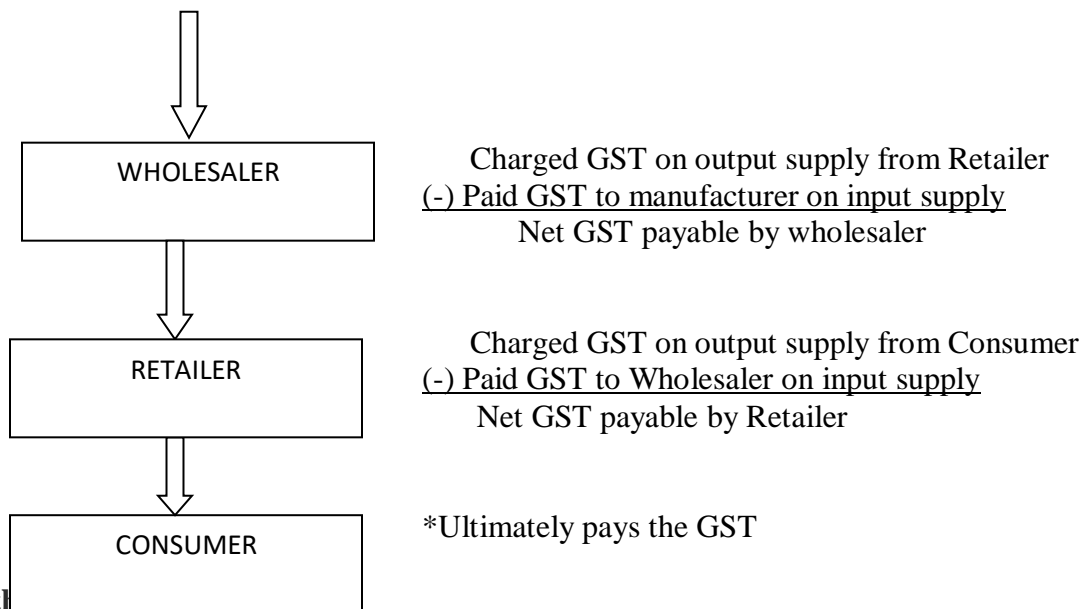 WHOLESALER
Charged GST on output supply from Retailer
(-) Paid GST to manufacturer on input supply
Net GST payable by wholesaler
RETAILER
Charged GST on output supply from Consumer
(-) Paid GST to Wholesaler on input supply
Net GST payable by Retailer
CONSUMER
*Ultimately pays the GST